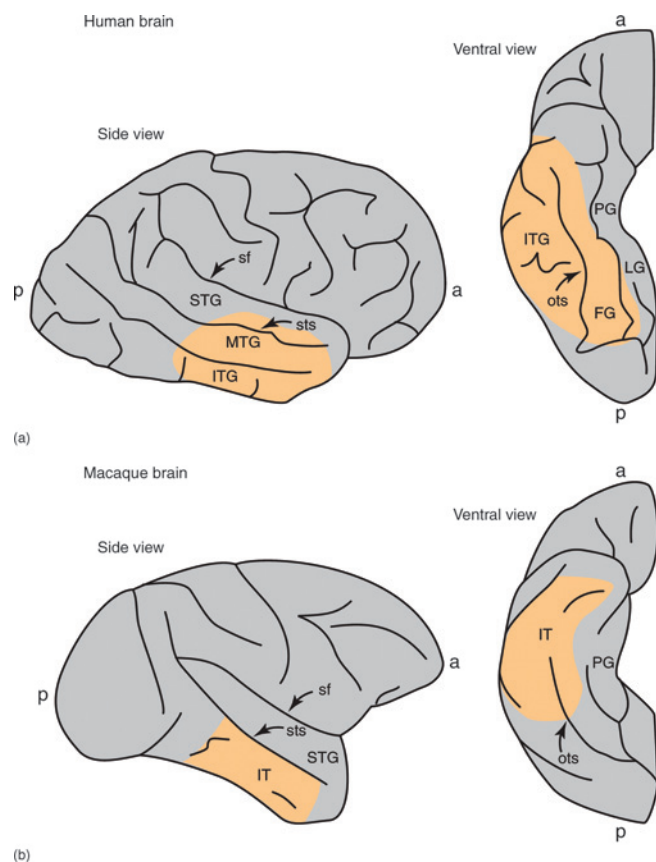 Human brain
a
Ventral view
Side view
sf
p
STG
a
sts
MTG
ITG
PG
ITG
LG
ots
FG
p
(a)
Macaque brain
a
Ventral view
Side view
IT
p
a
sf
PG
sts
STG
IT
ots
p
(b)